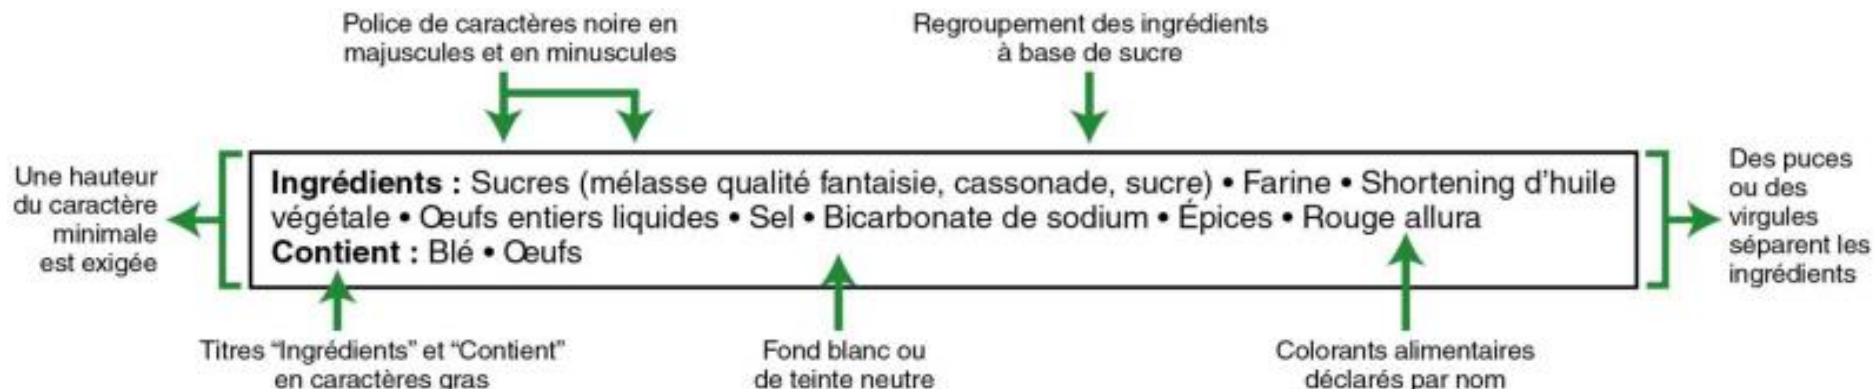 Police de caractères noire en
majuscules et en minuscules
Regroupement des ingrédients
à base de sucre
Une hauteur
du caractère
minimale
est exigée
Ingrédients : Sucres (mélasse qualité fantaisie, cassonade, sucre) • Farine • Shortening d'huile
végétale • Œufs entiers liquides • Sel • Bicarbonate de sodium • Épices • Rouge allura
Contient : Blé • Œufs
Des puces
ou des
virgules
séparent les
ingrédients
Titres “Ingrédients” et “Contient”
en caractères gras
Fond blanc ou
de teinte neutre
Colorants alimentaires
déclarés par nom